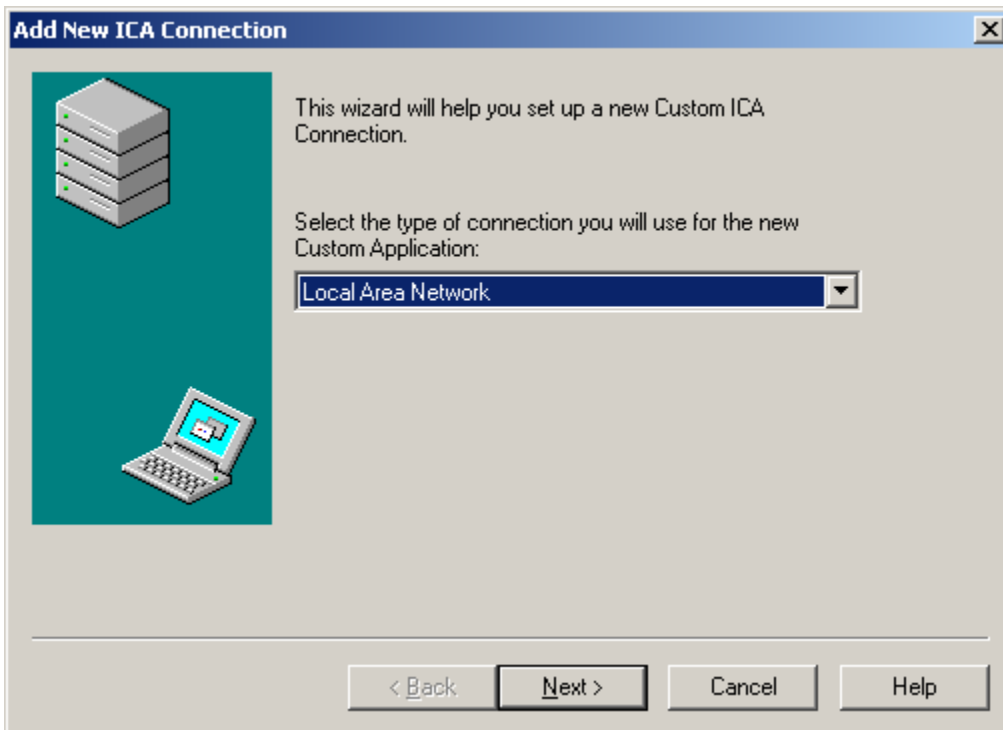 Add New ICA Connection
This wizard will help you set up a new Custom ICA
Connection.
Select the type of connection you will use for the new
Custom Application:
Local Area Network
< Back
Next >
Cancel
Help